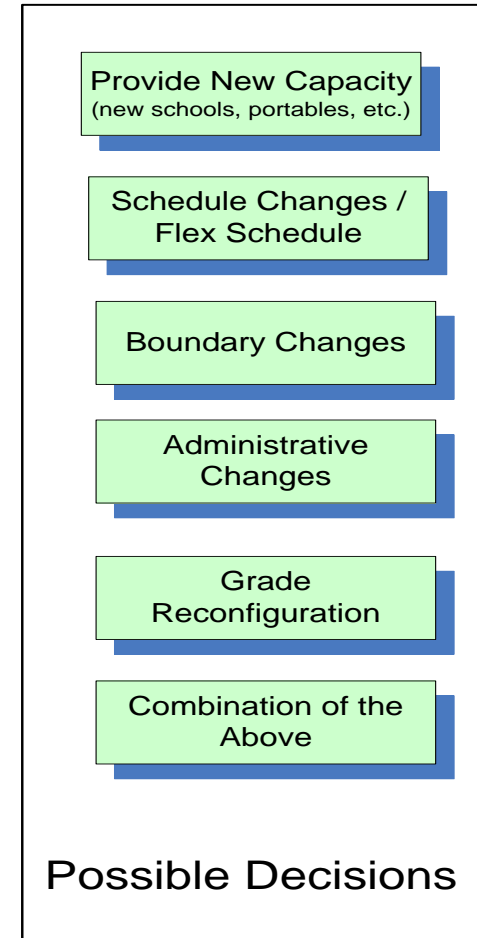 Provide New Capacity
(new schools, portables, etc.)
Schedule Changes /
Flex Schedule
Boundary Changes
Administrative
Changes
Grade
Reconfiguration
Combination of the
Above
Possible Decisions